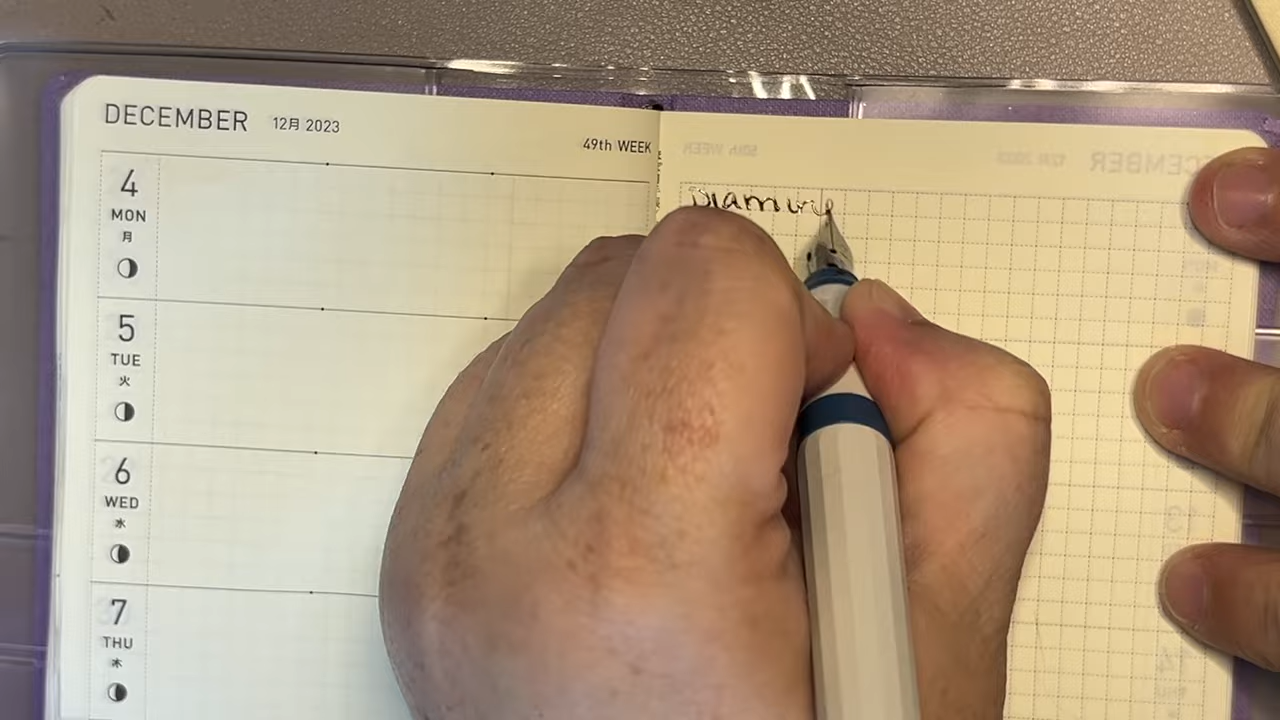 DECEMBER 12月 2023
49th WEEK
4
MON
月
5
TUE
火
6
WED
水
7
THU
木
Diamine